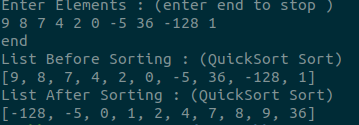 Enter Elements : (enter end to stop )
9 8 7 4 2 0 -5 36 -128 1
end
List Before Sorting : (QuickSort Sort)
[9, 8, 7, 4, 2, 0, -5, 36, -128, 1]
List After Sorting : (QuickSort Sort)
[-128, -5, 0, 1, 2, 4, 7, 8, 9, 36]